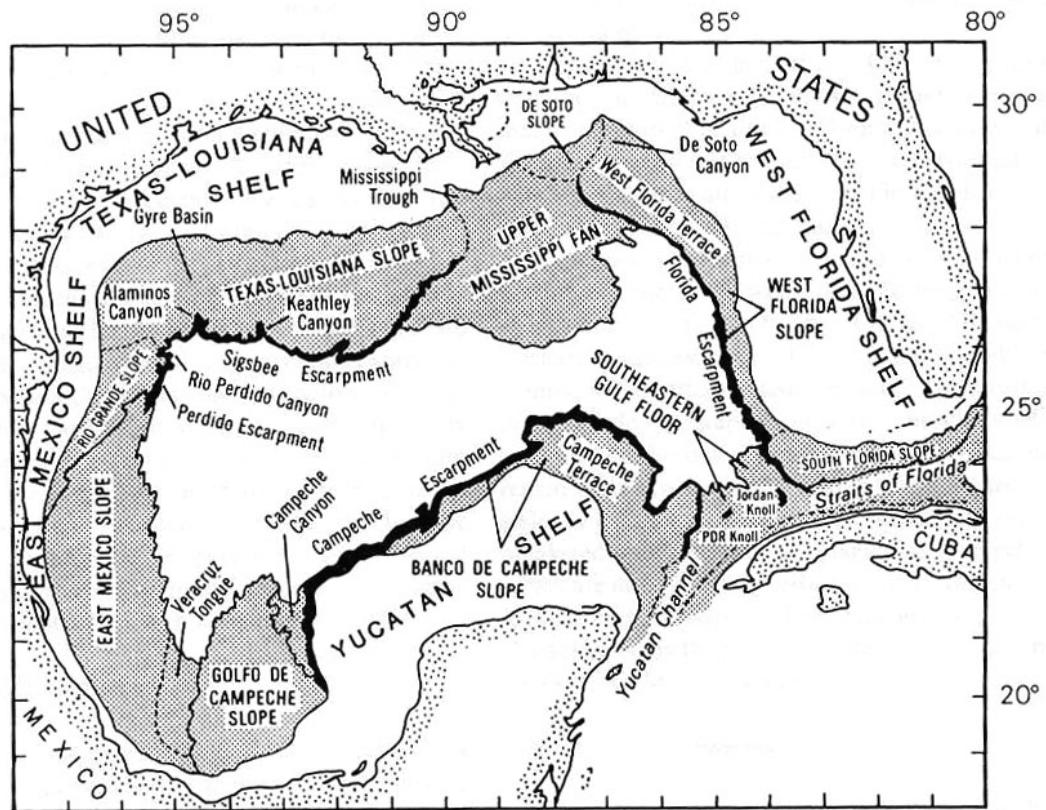 95°
90°
85°
80°
UNITED
STATES
30°
DE SOTO
SLOPE
De Soto
Canyon
TEXAS-LOUISIANA
SHELF
Mississippi
Trough
Gyre Basin
West Florida Terrace
WEST FLORIDA SHELF
UPPER
MISSISSIPPI FAN
TEXAS-LOUISIANA SLOPE
Alaminos
Canyon
Keathley
Canyon
Florida
Escarpment
WEST
FLORIDA
SLOPE
Sigsbee
Escarpment
RIO GRANDE SLOPE
Rio Perdido Canyon
Perdido Escarpment
SOUTHEASTERN
GULF FLOOR
25°
EAST MEXICO SHELF
SOUTH FLORIDA SLOPE
Straits of Florida
Campeche
Terrace
Campeche
Escarpment
Campeche
Canyon
Jordan
Knoll
PDR Knoll
CUBA
EAST MEXICO SLOPE
Veracruz
Tongue
YUCATAN
SHELF
BANCO DE CAMPECHE
SLOPE
Yucatan Channel
GOLFO DE
CAMPECHE
SLOPE
20°
MEXICO